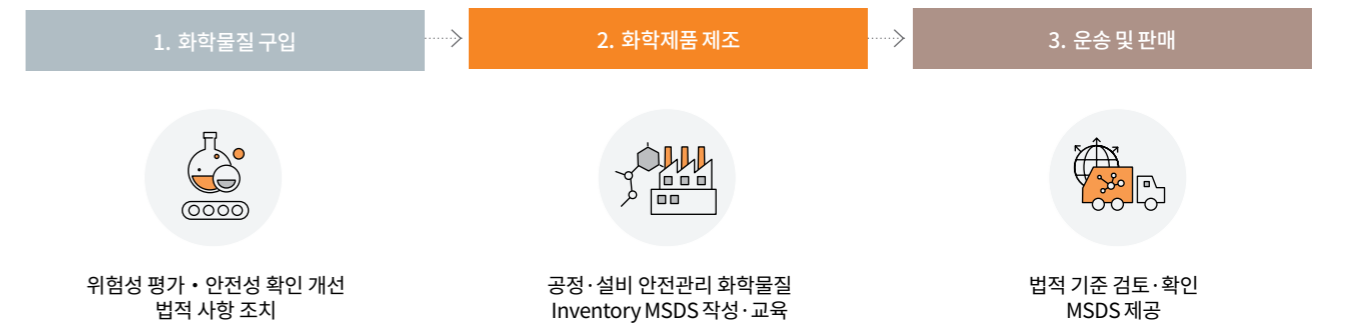 1. 화학물질 구입
2. 화학제품 제조
3. 운송 및 판매
위험성 평가・안전성 확인 개선
법적 사항 조치
공정·설비 안전관리 화학물질
Inventory MSDS 작성·교육
법적 기준 검토·확인
MSDS 제공